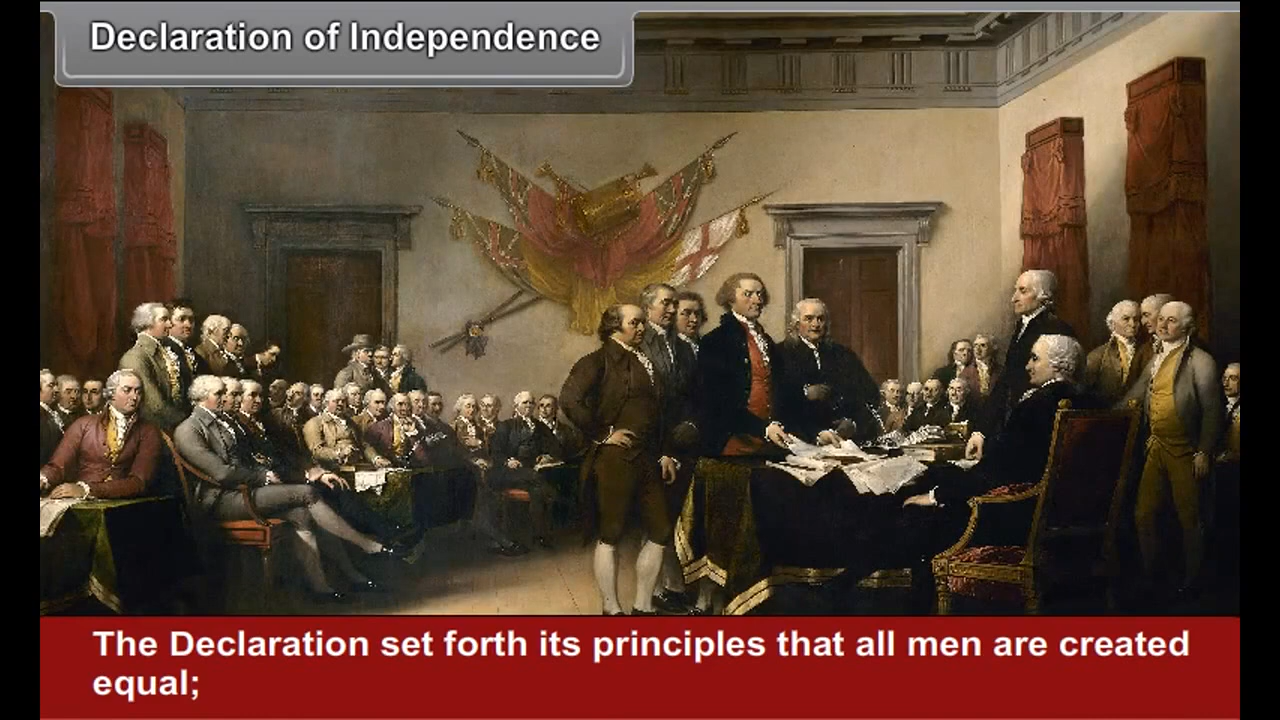 Declaration of Independence
The Declaration set forth its principles that all men are created
equal;